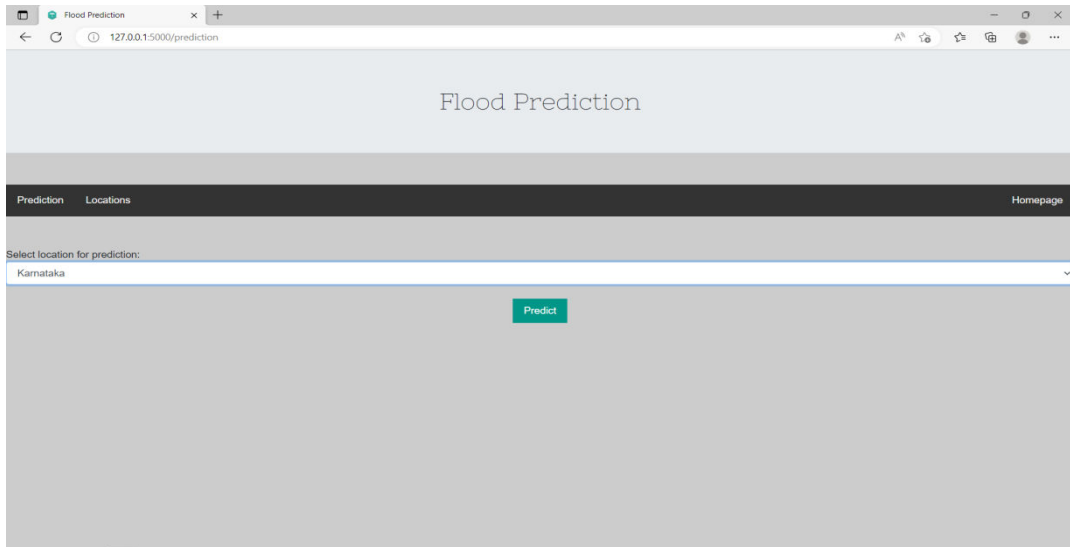 Flood Prediction
127.0.0.1:5000/prediction
Flood Prediction
Prediction Locations Homepage
Select location for prediction:
Karnataka
Predict